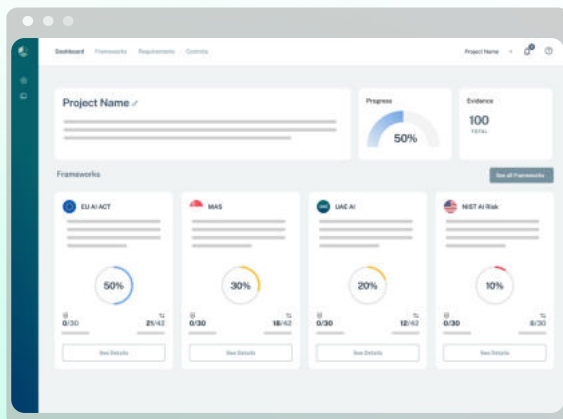 Dashboard Frameworks Requirements Controls Project Name
Project Name
Progress
50%
Evidence
100
TOTAL
Frameworks
See all Frameworks
EU AI ACT
50%
0/30 21/42
See Details
MAS
30%
0/30 18/42
See Details
UAE AI
20%
0/30 12/42
See Details
NIST AI Risk
10%
0/30 8/30
See Details